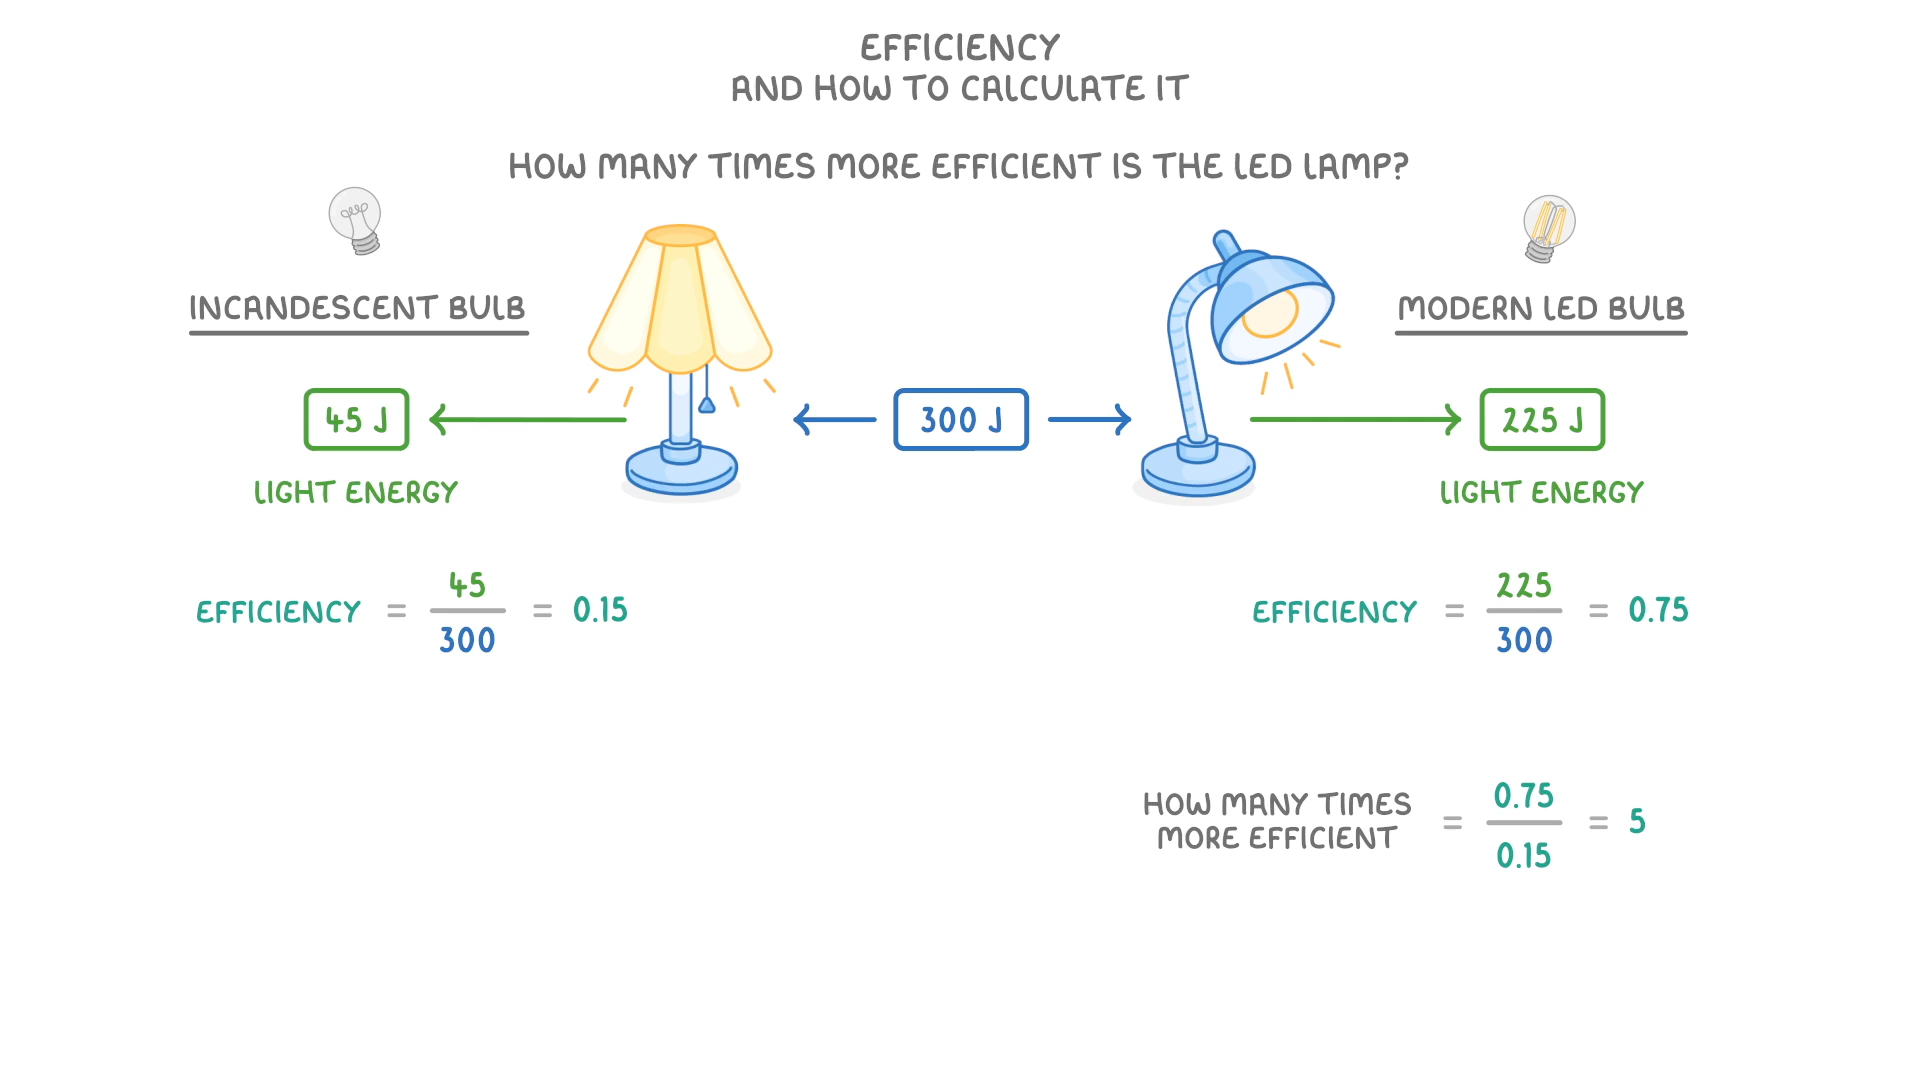 EFFICIENCY
AND HOW TO CALCULATE IT
HOW MANY TIMES MORE EFFICIENT IS THE LED LAMP?
INCANDESCENT BULB
MODERN LED BULB
45 J
300 J
225 J
LIGHT ENERGY
LIGHT ENERGY
EFFICIENCY = 45 / 300 = 0.15
EFFICIENCY = 225 / 300 = 0.75
HOW MANY TIMES
MORE EFFICIENT = 0.75 / 0.15 = 5